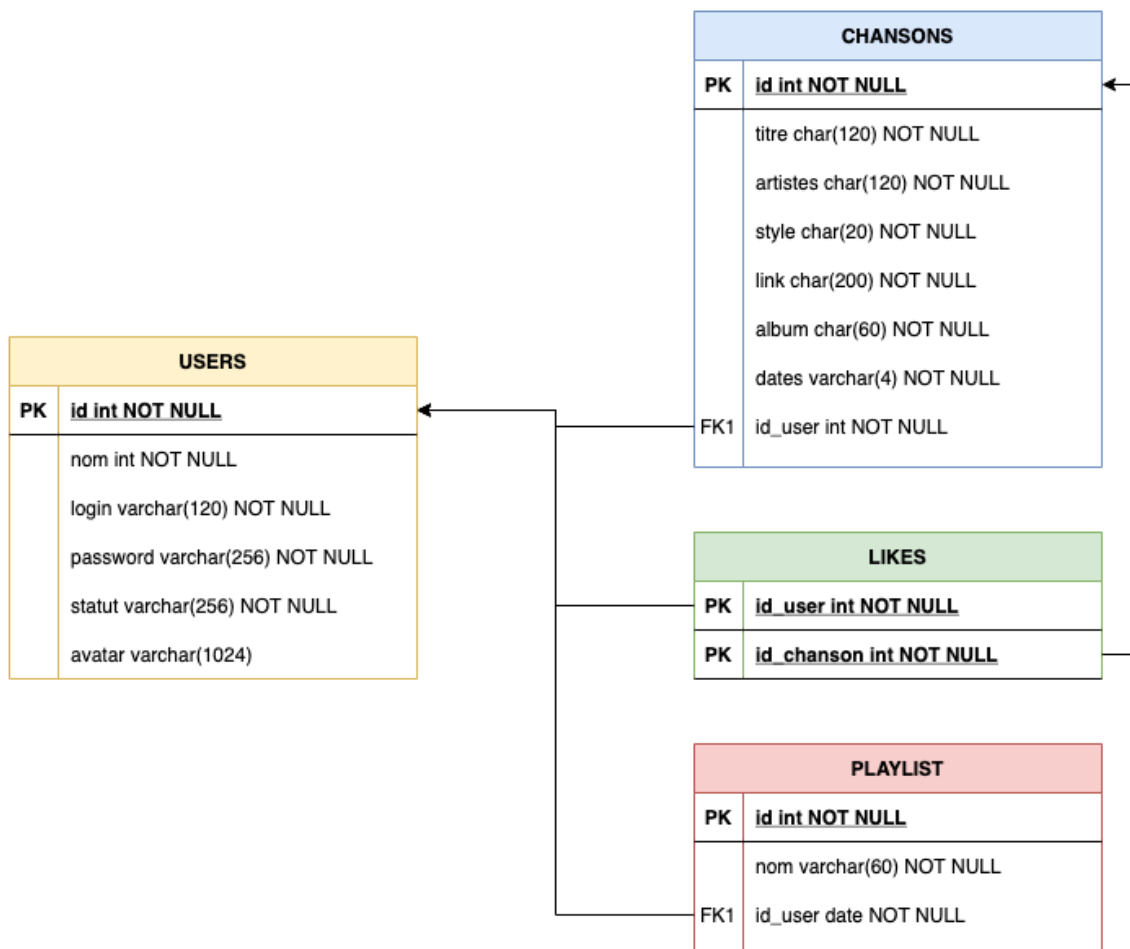 CHANSONS
PK id int NOT NULL
titre char(120) NOT NULL
artistes char(120) NOT NULL
style char(20) NOT NULL
link char(200) NOT NULL
album char(60) NOT NULL
dates varchar(4) NOT NULL
FK1 id_user int NOT NULL
USERS
PK id int NOT NULL
nom int NOT NULL
login varchar(120) NOT NULL
password varchar(256) NOT NULL
statut varchar(256) NOT NULL
avatar varchar(1024)
LIKES
PK id_user int NOT NULL
PK id_chanson int NOT NULL
PLAYLIST
PK id int NOT NULL
nom varchar(60) NOT NULL
FK1 id_user date NOT NULL